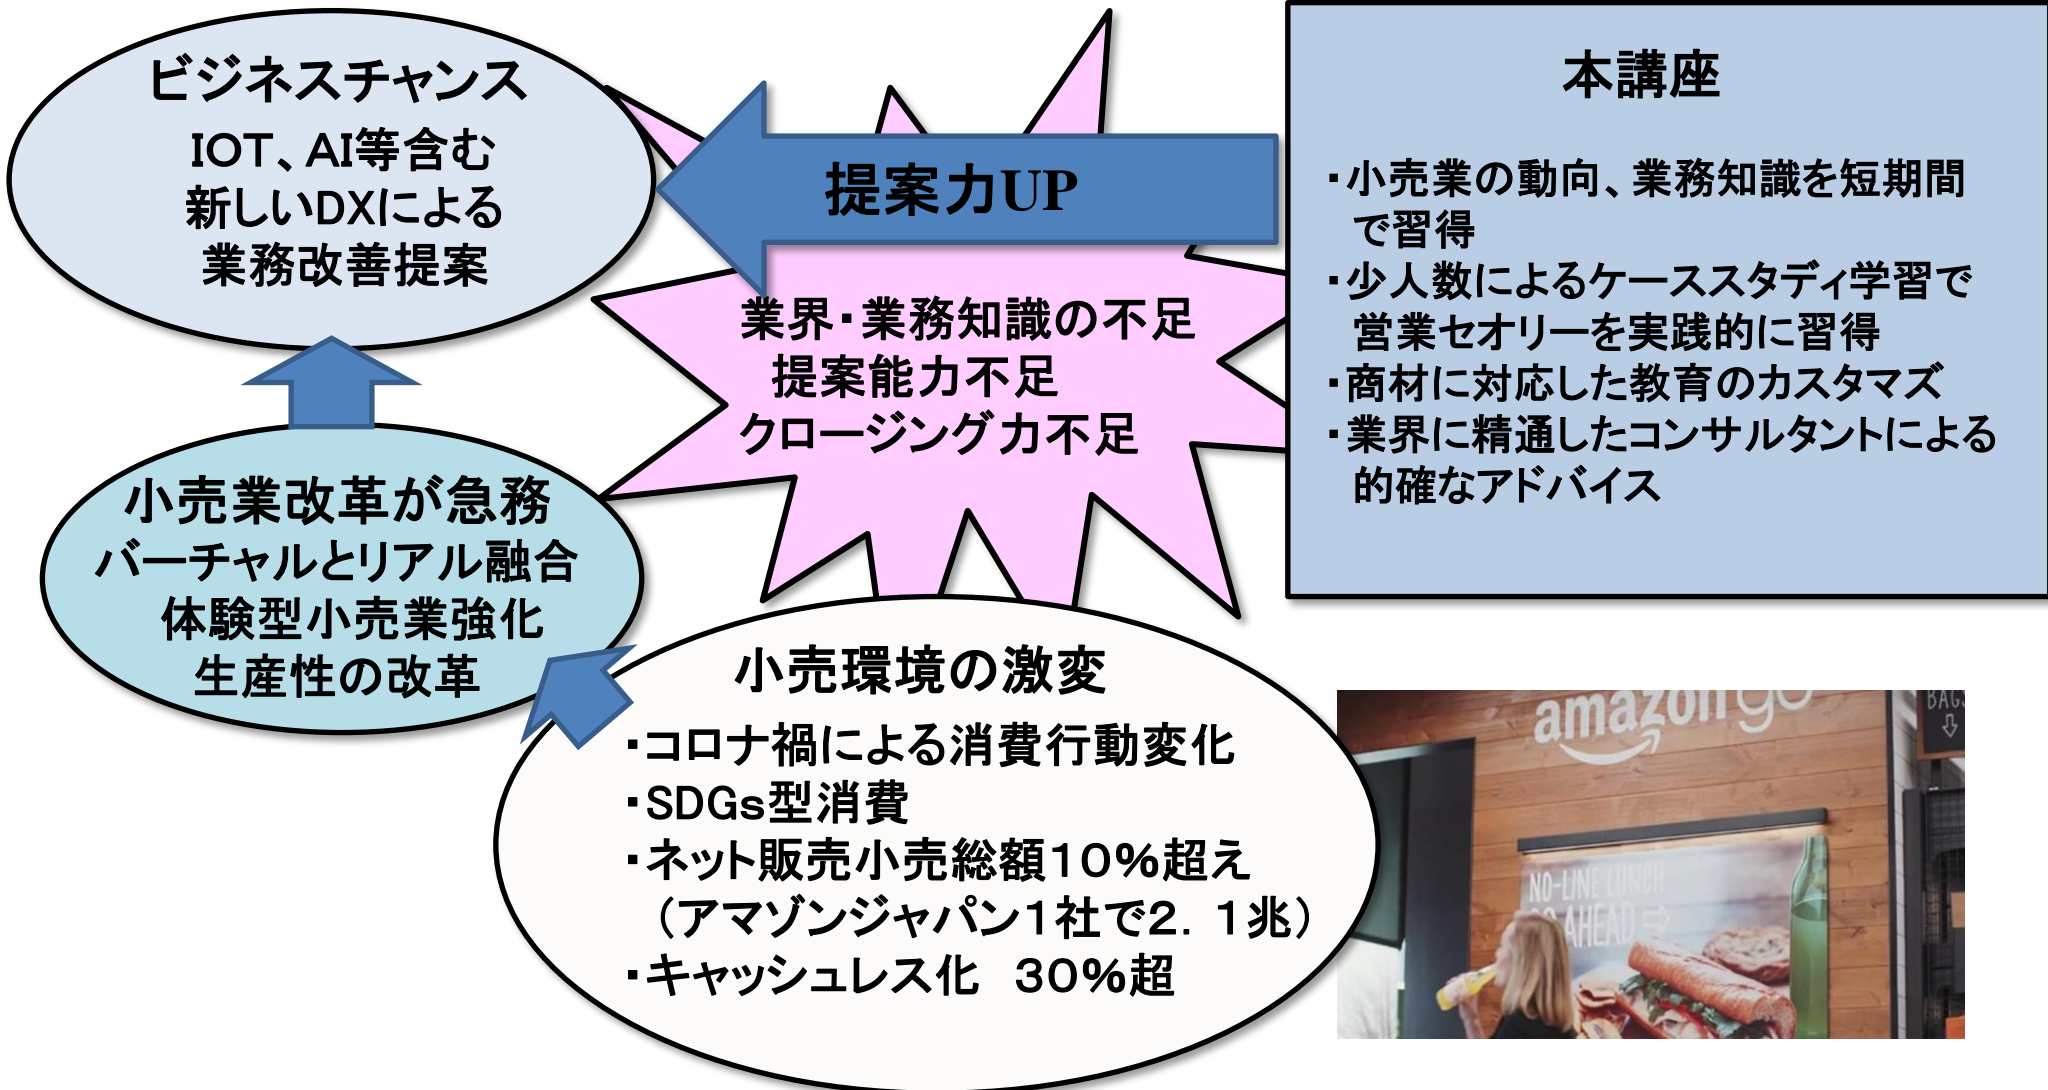 ビジネスチャンス
IOT、AI等含む
新しいDXによる
業務改善提案
提案力UP
本講座
・小売業の動向、業務知識を短期間
で習得
・少人数によるケーススタディ学習で
営業セオリーを実践的に習得
・商材に対応した教育のカスタマズ
・業界に精通したコンサルタントによる
的確なアドバイス
業界・業務知識の不足
提案能力不足
クロージング力不足
小売業改革が急務
バーチャルとリアル融合
体験型小売業強化
生産性の改革
小売環境の激変
・コロナ禍による消費行動変化
・SDGs型消費
・ネット販売小売総額10%超え
（アマゾンジャパン1社で2．1兆）
・キャッシュレス化　30%超
amazon go
BAGS
NO-LINE LUNCH
GO AHEAD